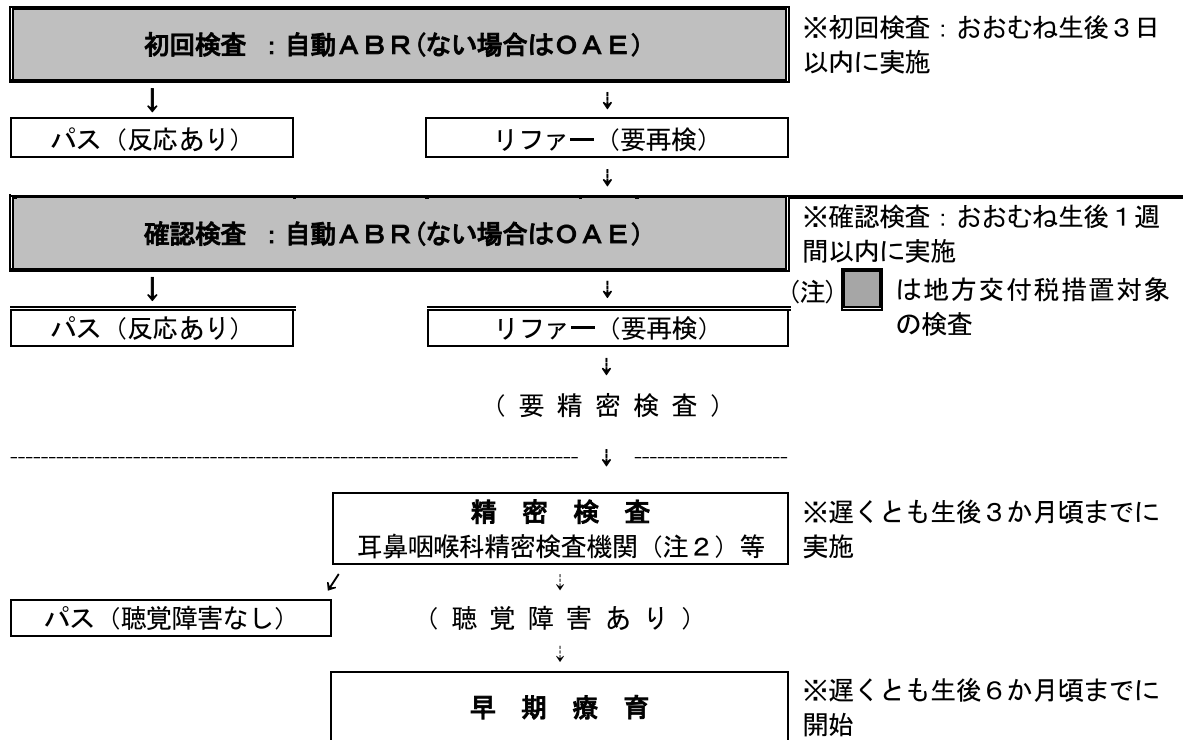 初回検査 :自動ABR(ない場合はOAE)
※初回検査:おおむね生後3日
以内に実施
↓ ↓
パス(反応あり) リファー(要再検)
↓
確認検査 :自動ABR(ない場合はOAE)
※確認検査:おおむね生後1週
間以内に実施
(注) は地方交付税措置対象
の検査
↓ ↓
パス(反応あり) リファー(要再検)
↓
(要精密検査)
↓
精密検査
耳鼻咽喉科精密検査機関(注2)等
※遅くとも生後3か月頃までに
実施
↙ ↓
パス(聴覚障害なし) (聴覚障害あり)
↓
早期療育
※遅くとも生後6か月頃までに
開始